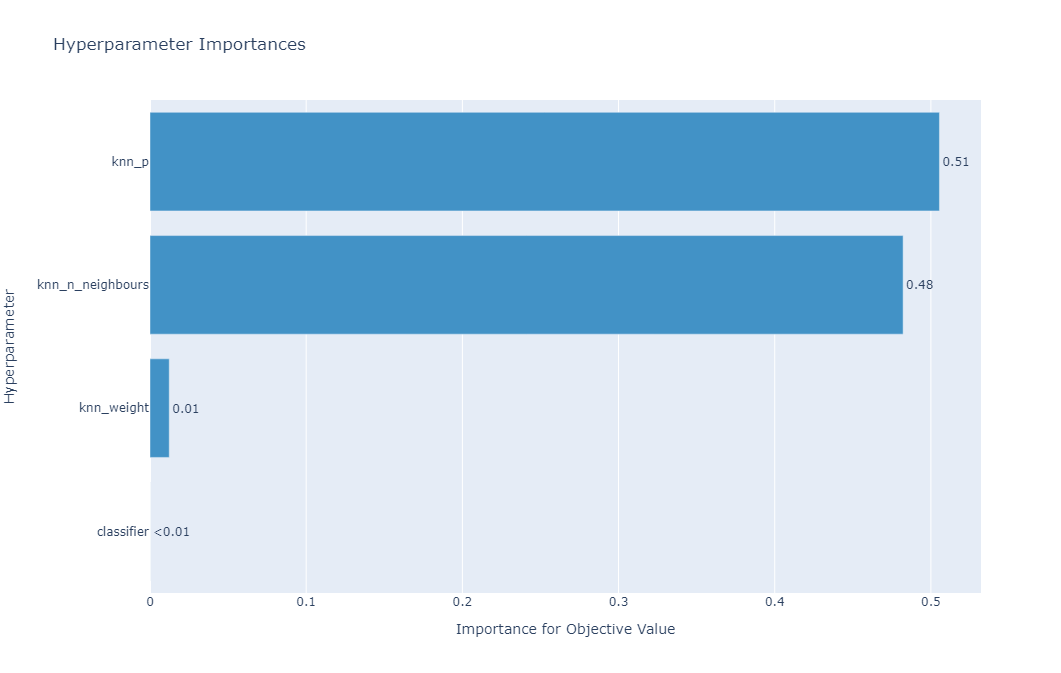 Hyperparameter Importances
Hyperparameter
knn_p
0.51
knn_n_neighbours
0.48
knn_weight
0.01
classifier
<0.01
0 0.1 0.2 0.3 0.4 0.5
Importance for Objective Value